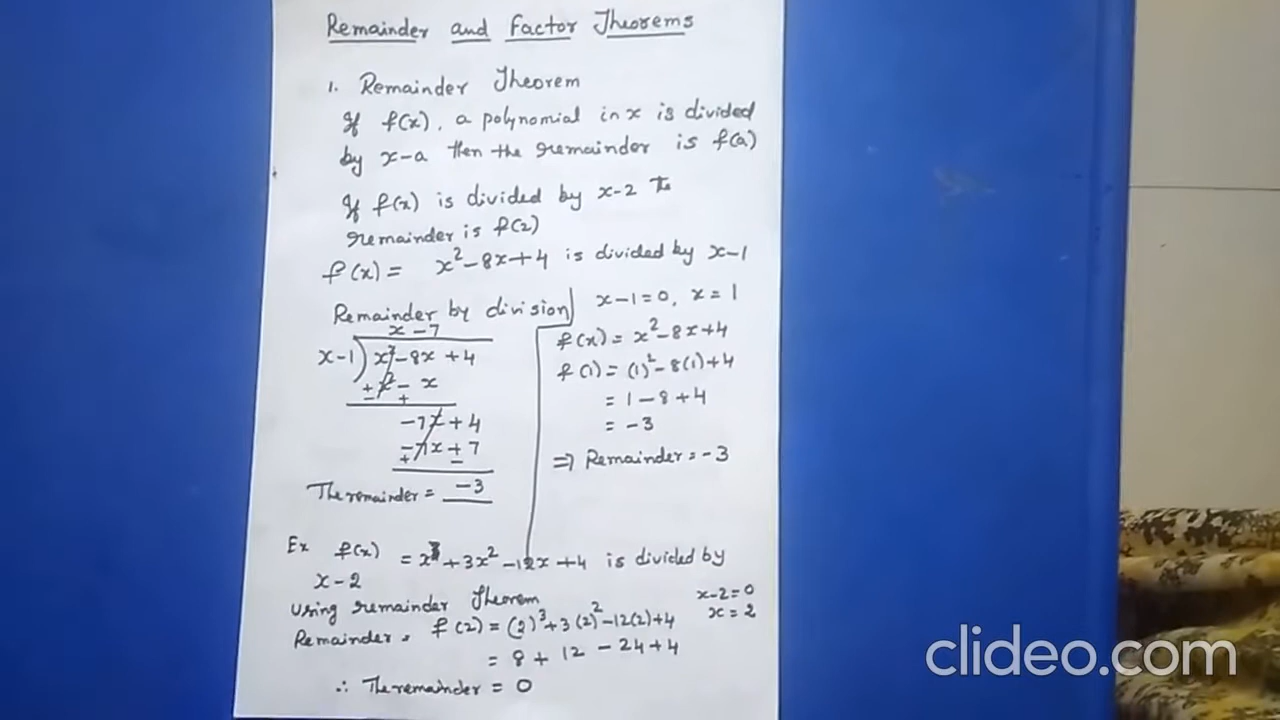 Remainder and Factor Theorems
1. Remainder Theorem
If f(x), a polynomial in x is divided
by x-a then the remainder is f(a)
If f(x) is divided by x-2 The
remainder is f(2)
f(x) = x² - 8x + 4 is divided by x-1
Remainder by division
x - 7
x-1 ) x² - 8x + 4
+ x² - x
- +
-7x + 4
-7x + 7
+ -
The remainder = -3
x-1=0, x = 1
f(x) = x² - 8x + 4
f(1) = (1)² - 8(1) + 4
= 1 - 8 + 4
= -3
⇒ Remainder = -3
Ex f(x) = x³ + 3x² - 12x + 4 is divided by
x-2
Using remainder Theorem
x-2=0
x = 2
Remainder = f(2) = (2)³ + 3(2)² - 12(2) + 4
= 8 + 12 - 24 + 4
∴ The remainder = 0
clideo.com